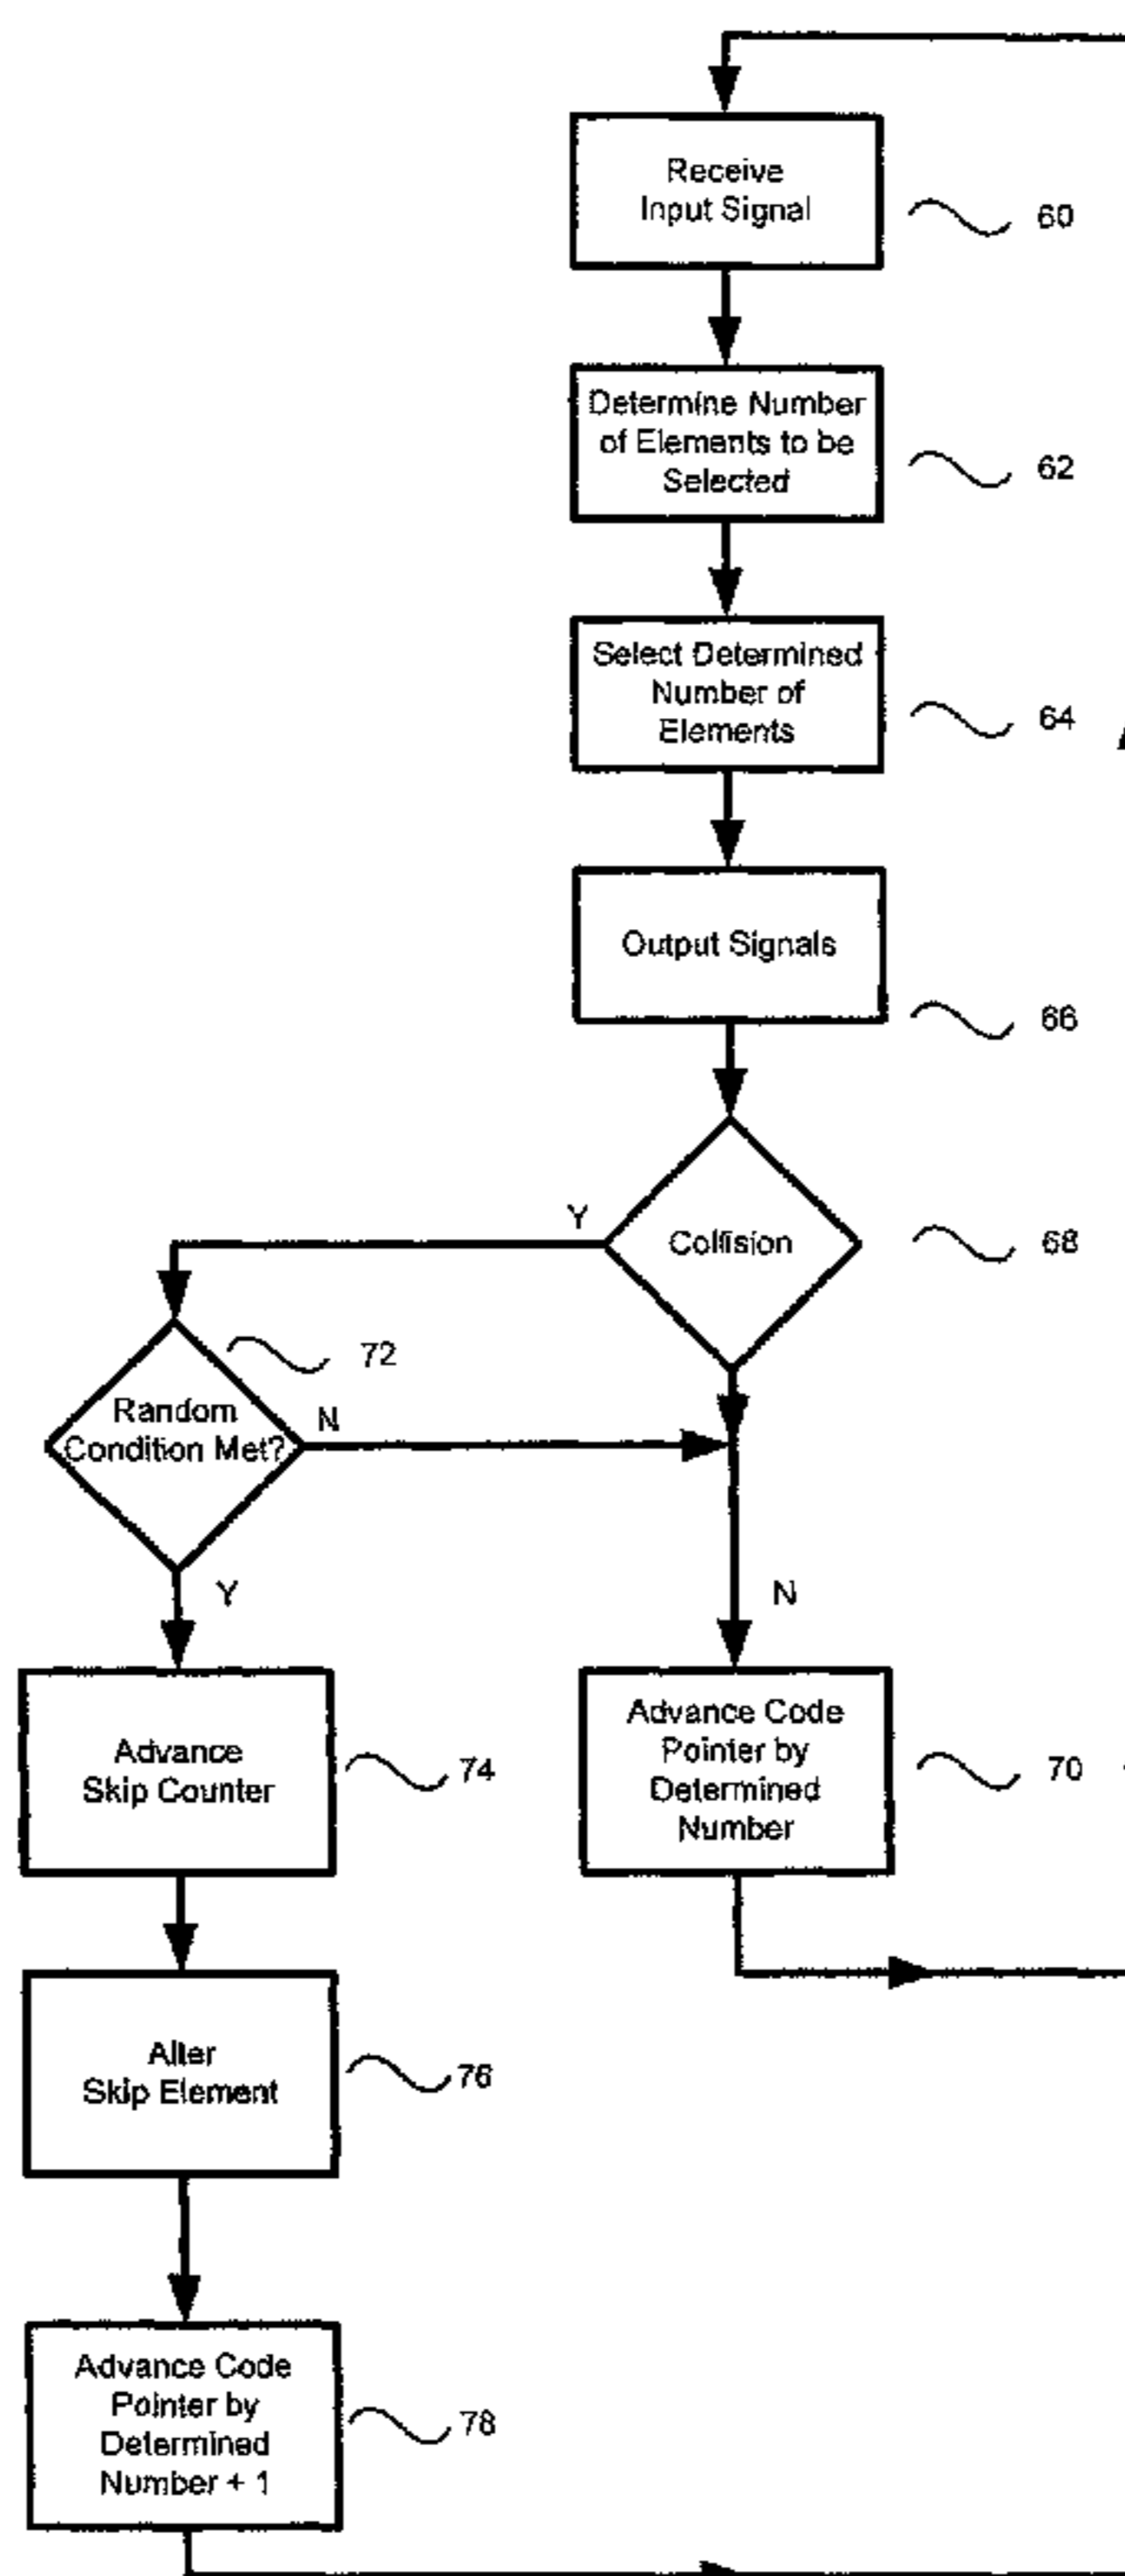 Receive
Input Signal
60
Determine Number
of Elements to be
Selected
62
Select Determined
Number of
Elements
64
Output Signals
66
Y
Collision
68
72
Random
Condition Met?
N
Y
N
Advance
Skip Counter
74
Advance Code
Pointer by
Determined
Number
70
Alter
Skip Element
76
Advance Code
Pointer by
Determined
Number + 1
78